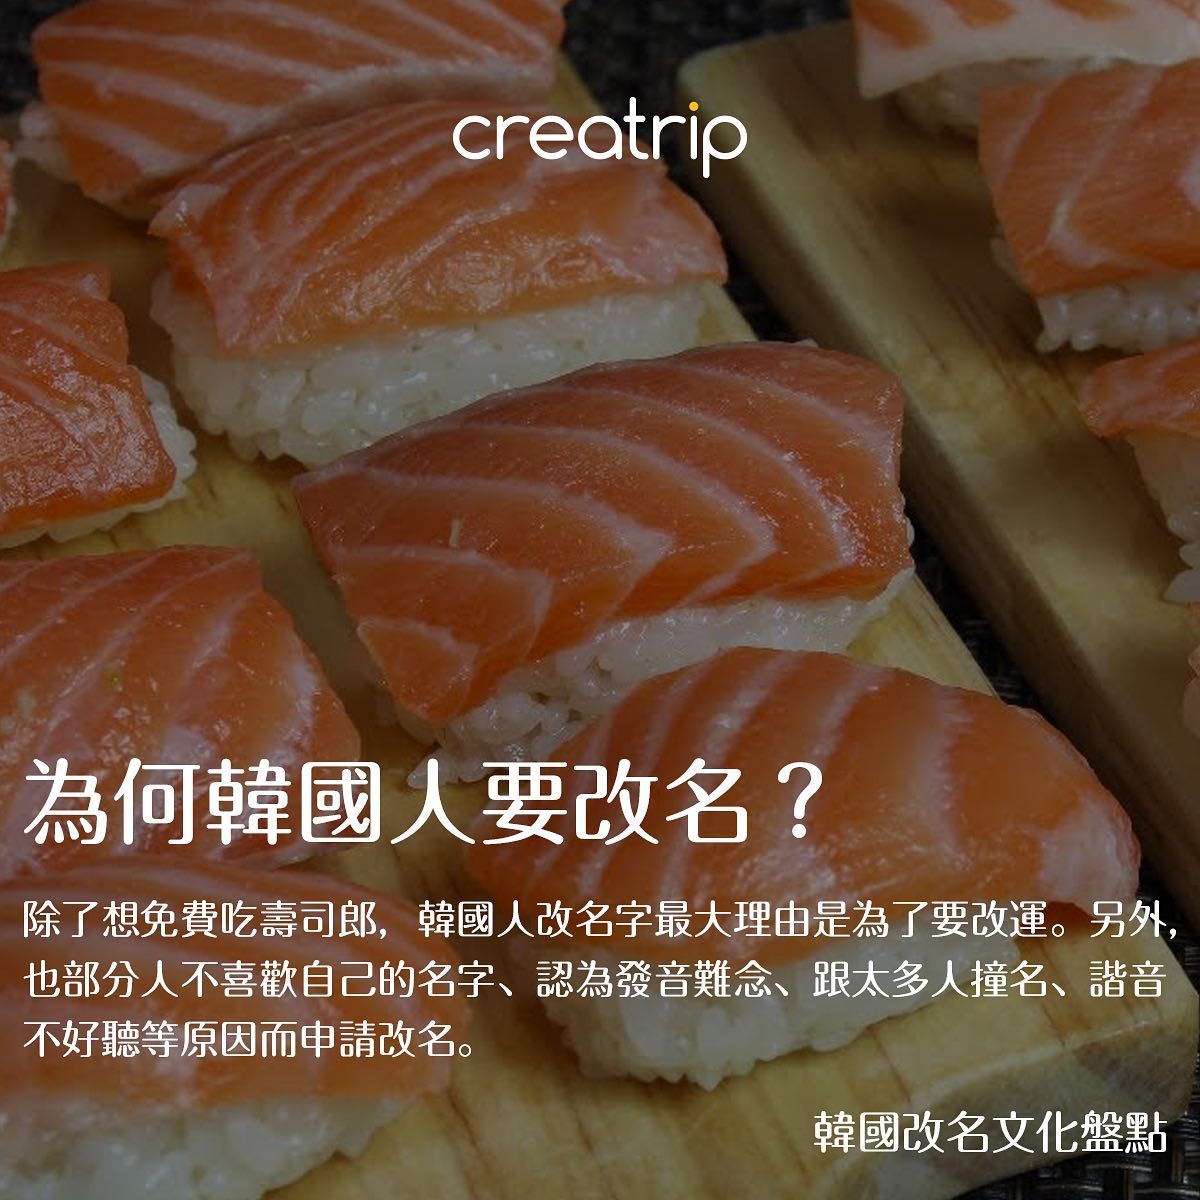 creatrip
為何韓國人要改名？
除了想免費吃壽司郎，韓國人改名字最大理由是為了要改運。另外，
也部分人不喜歡自己的名字、認為發音難念、跟太多人撞名、諧音
不好聽等原因而申請改名。
韓國改名文化盤點